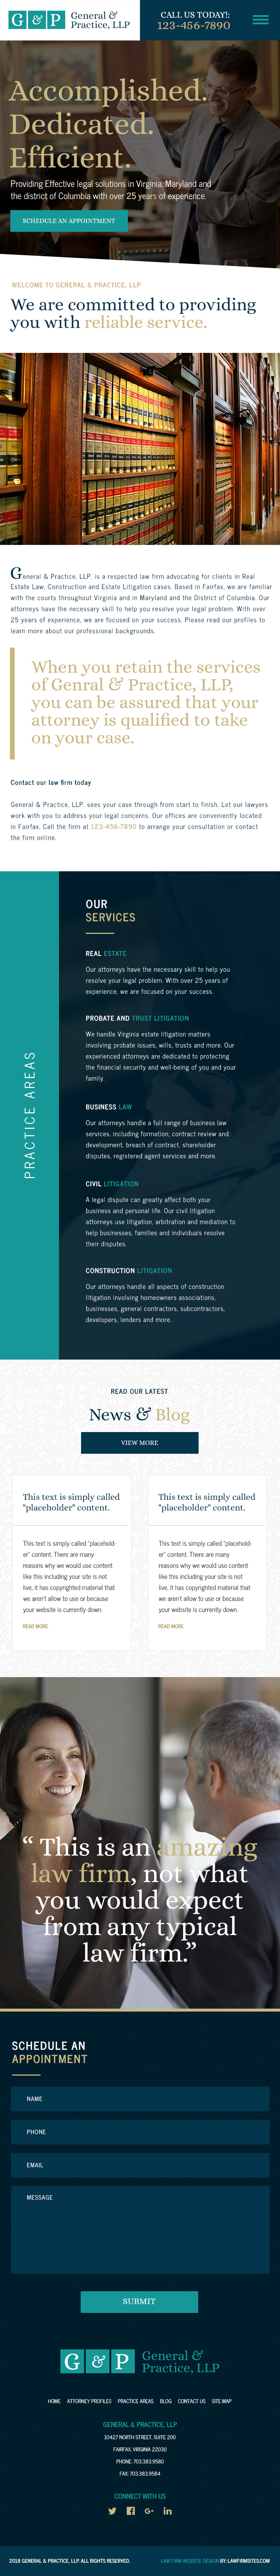 G & P General & Practice, LLP
CALL US TODAY!:
123-456-7890
Accomplished.
Dedicated.
Efficient.
Providing Effective legal solutions in Virginia, Maryland and
the district of Columbia with over 25 years of experience.
SCHEDULE AN APPOINTMENT
WELCOME TO GENERAL & PRACTICE, LLP
We are committed to providing
you with reliable service.
General & Practice, LLP. is a respected law firm advocating for clients in Real
Estate Law, Construction and Estate Litigation cases. Based in Fairfax, we are familiar
with the courts throughout Virginia and in Maryland and the District of Columbia. Our
attorneys have the necessary skill to help you resolve your legal problem. With over
25 years of experience, we are focused on your success. Please read our profiles to
learn more about our professional backgrounds.
When you retain the services
of Genral & Practice, LLP,
you can be assured that your
attorney is qualified to take
on your case.
Contact our law firm today
General & Practice, LLP. sees your case through from start to finish. Let our lawyers
work with you to address your legal concerns. Our offices are conveniently located
in Fairfax. Call the firm at 123-456-7890 to arrange your consultation or contact
the firm online.
PRACTICE AREAS
OUR
SERVICES
REAL ESTATE
Our attorneys have the necessary skill to help you
resolve your legal problem. With over 25 years of
experience, we are focused on your success.
PROBATE AND TRUST LITIGATION
We handle Virginia estate litigation matters
involving probate issues, wills, trusts and more. Our
experienced attorneys are dedicated to protecting
the financial security and well-being of you and your
family.
BUSINESS LAW
Our attorneys handle a full range of business law
services, including formation, contract review and
development, breach of contract, shareholder
disputes, registered agent services and more.
CIVIL LITIGATION
A legal dispute can greatly affect both your
business and personal life. Our civil litigation
attorneys use litigation, arbitration and mediation to
help businesses, families and individuals resolve
their disputes.
CONSTRUCTION LITIGATION
Our attorneys handle all aspects of construction
litigation involving homeowners associations,
businesses, general contractors, subcontractors,
developers, lenders and more.
READ OUR LATEST
News & Blog
VIEW MORE
This text is simply called
"placeholder" content.
This text is simply called "placehold-
er" content. There are many
reasons why we would use content
like this including your site is not
live, it has copyrighted material that
we aren't allow to use or because
your website is currently down.
READ MORE
This text is simply called
"placeholder" content.
This text is simply called "placehold-
er" content. There are many
reasons why we would use content
like this including your site is not
live, it has copyrighted material that
we aren't allow to use or because
your website is currently down.
READ MORE
“ This is an amazing
law firm, not what
you would expect
from any typical
law firm.”
SCHEDULE AN
APPOINTMENT
NAME
PHONE
EMAIL
MESSAGE
SUBMIT
G & P General & Practice, LLP
HOME ATTORNEY PROFILES PRACTICE AREAS BLOG CONTACT US SITE MAP
GENERAL & PRACTICE, LLP
10427 NORTH STREET, SUITE 200
FAIRFAX, VIRGINIA 22030
PHONE: 703.383.9580
FAX: 703.383.9584
CONNECT WITH US
2018 GENERAL & PRACTICE, LLP. ALL RIGHTS RESERVED. LAW FIRM WEBSITE DESIGN BY: LAWFIRMSITES.COM